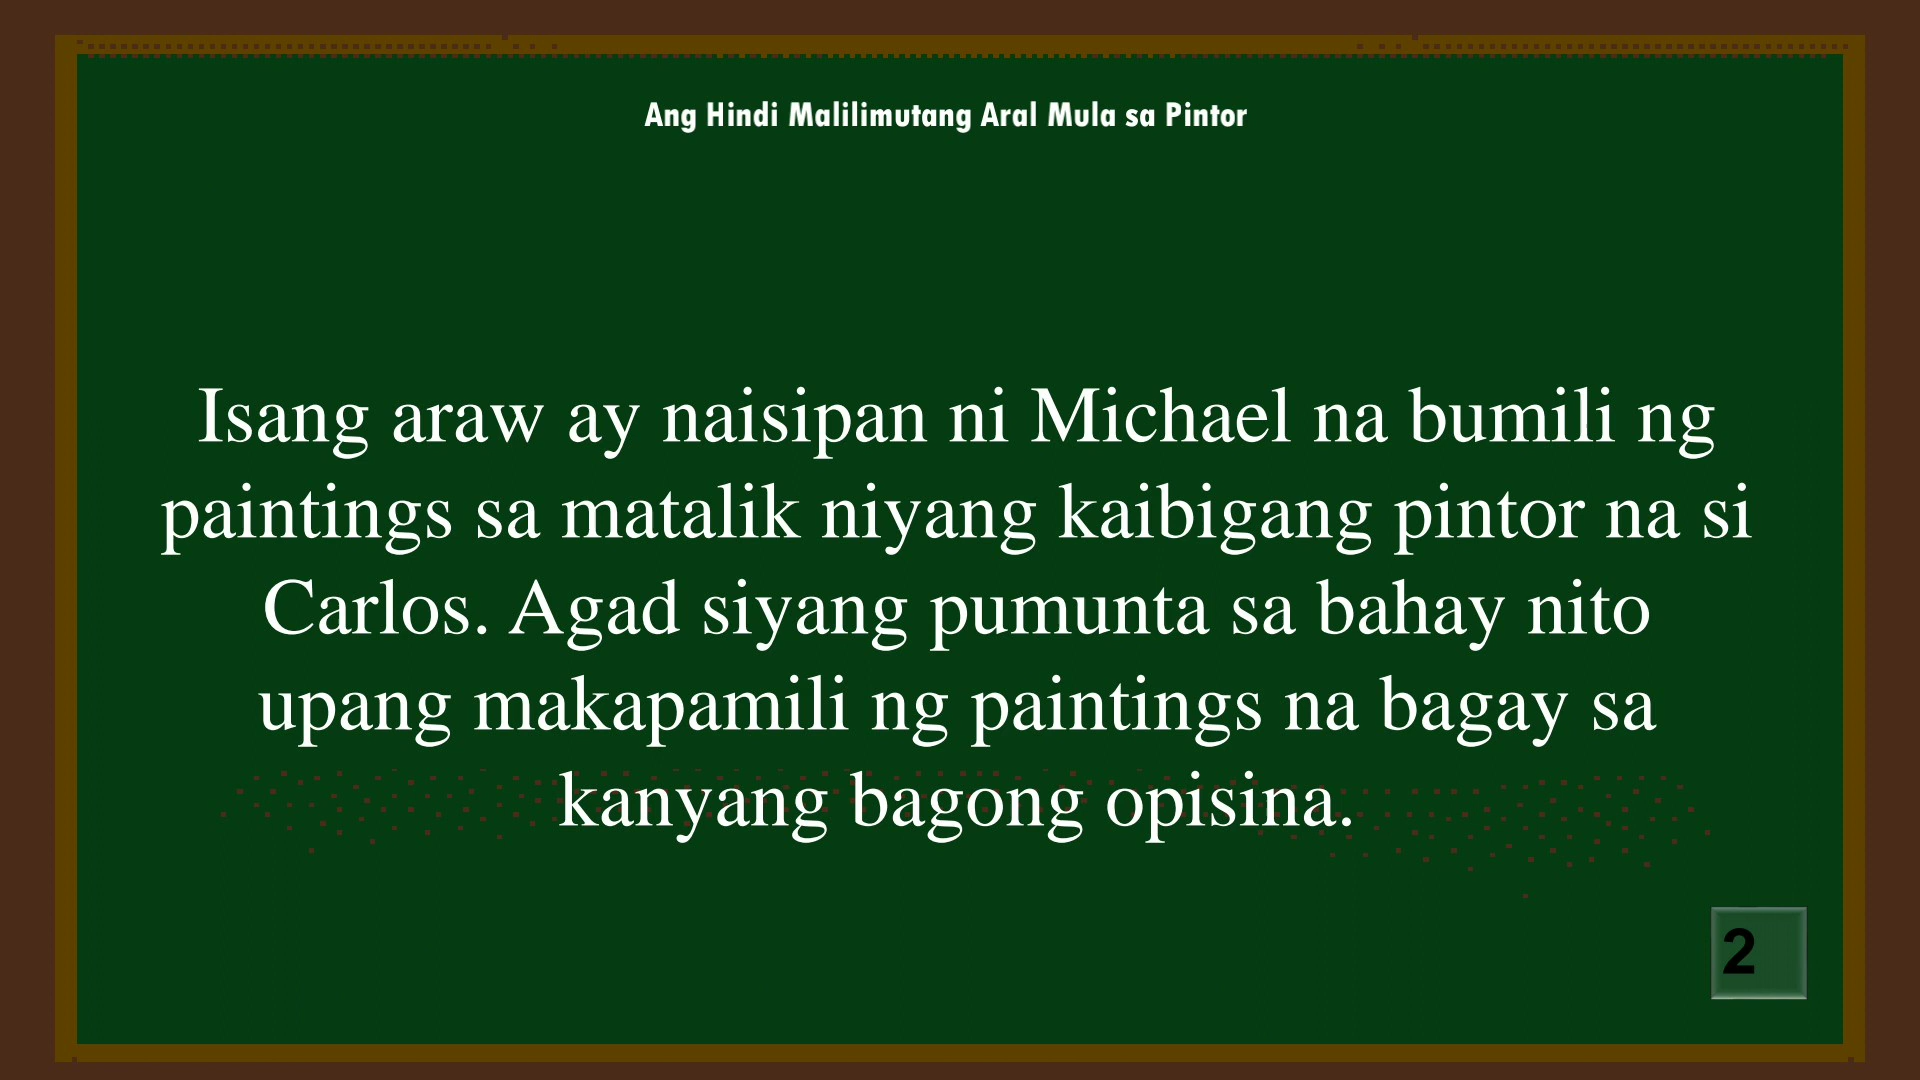 Ang Hindi Malilimutang Aral Mula sa Pintor
Isang araw ay naisipan ni Michael na bumili ng
paintings sa matalik niyang kaibigang pintor na si
Carlos. Agad siyang pumunta sa bahay nito
upang makapamili ng paintings na bagay sa
kanyang bagong opisina.
2